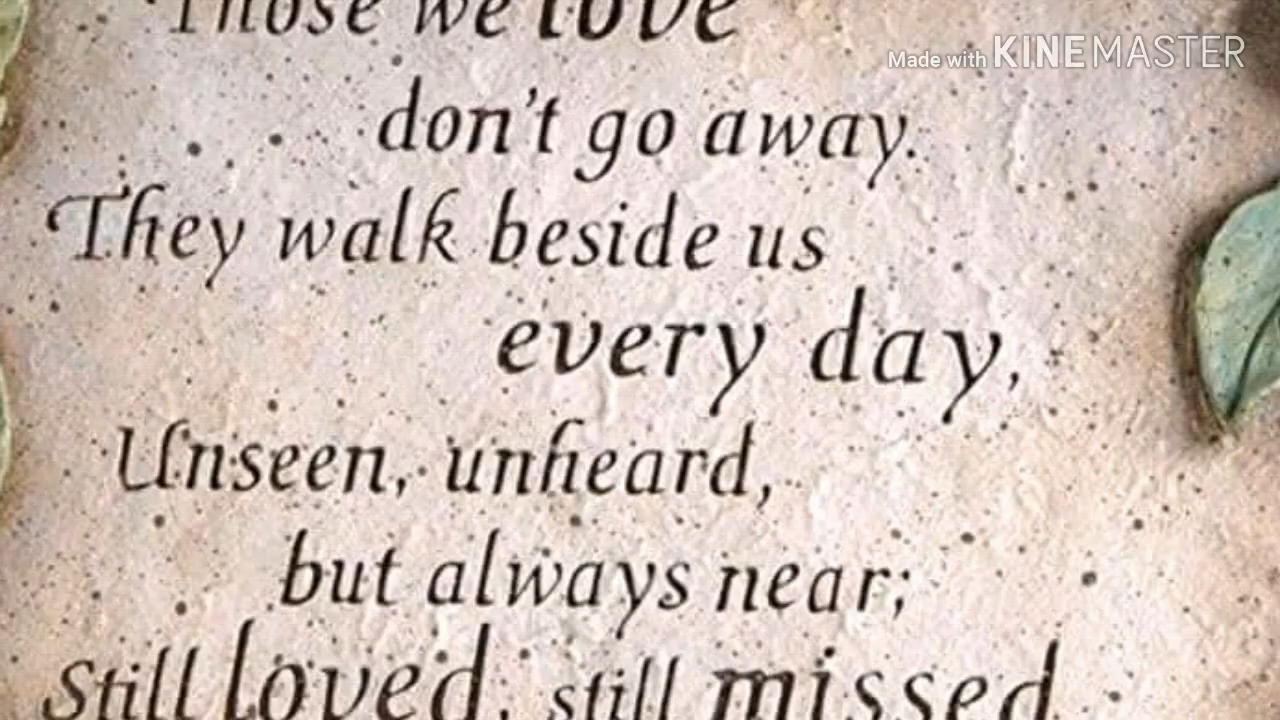 Those we love
Made with KINEMASTER
don't go away.
They walk beside us
every day,
Unseen, unheard,
but always near;
Still loved, still missed